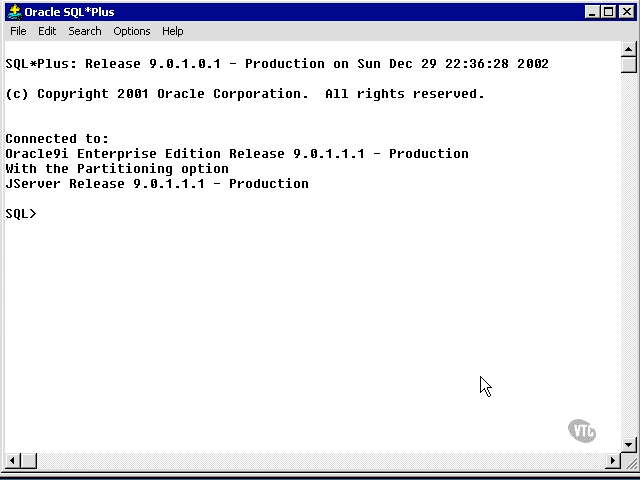 Oracle SQL*Plus
File Edit Search Options Help
SQL*Plus: Release 9.0.1.0.1 - Production on Sun Dec 29 22:36:28 2002
(c) Copyright 2001 Oracle Corporation.  All rights reserved.
Connected to:
Oracle9i Enterprise Edition Release 9.0.1.1.1 - Production
With the Partitioning option
JServer Release 9.0.1.1.1 - Production
SQL>
VTC